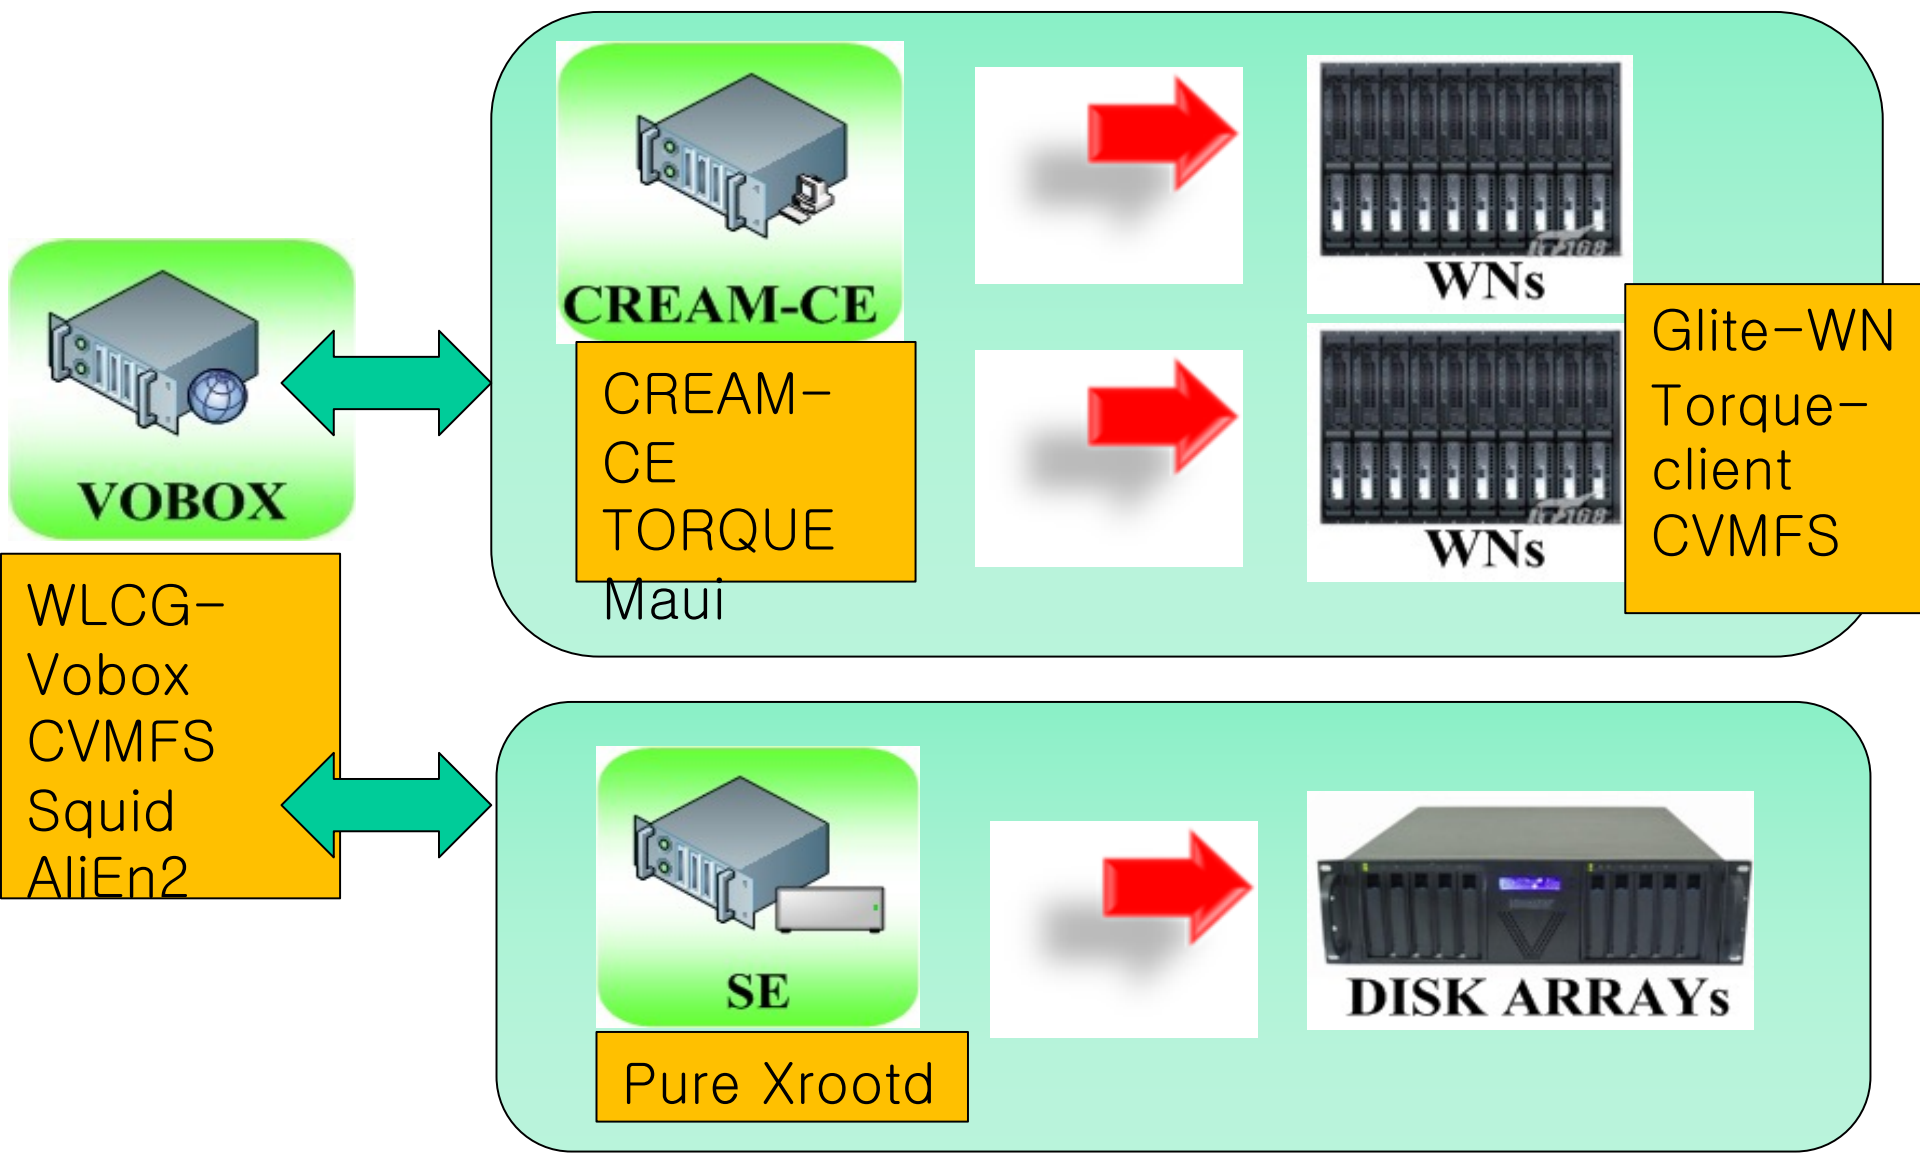 VOBOX
WLCG-
Vobox
CVMFS
Squid
AliEn2
CREAM-CE
CREAM-
CE
TORQUE
Maui
WNs
WNs
Glite-WN
Torque-
client
CVMFS
SE
Pure Xrootd
DISK ARRAYs